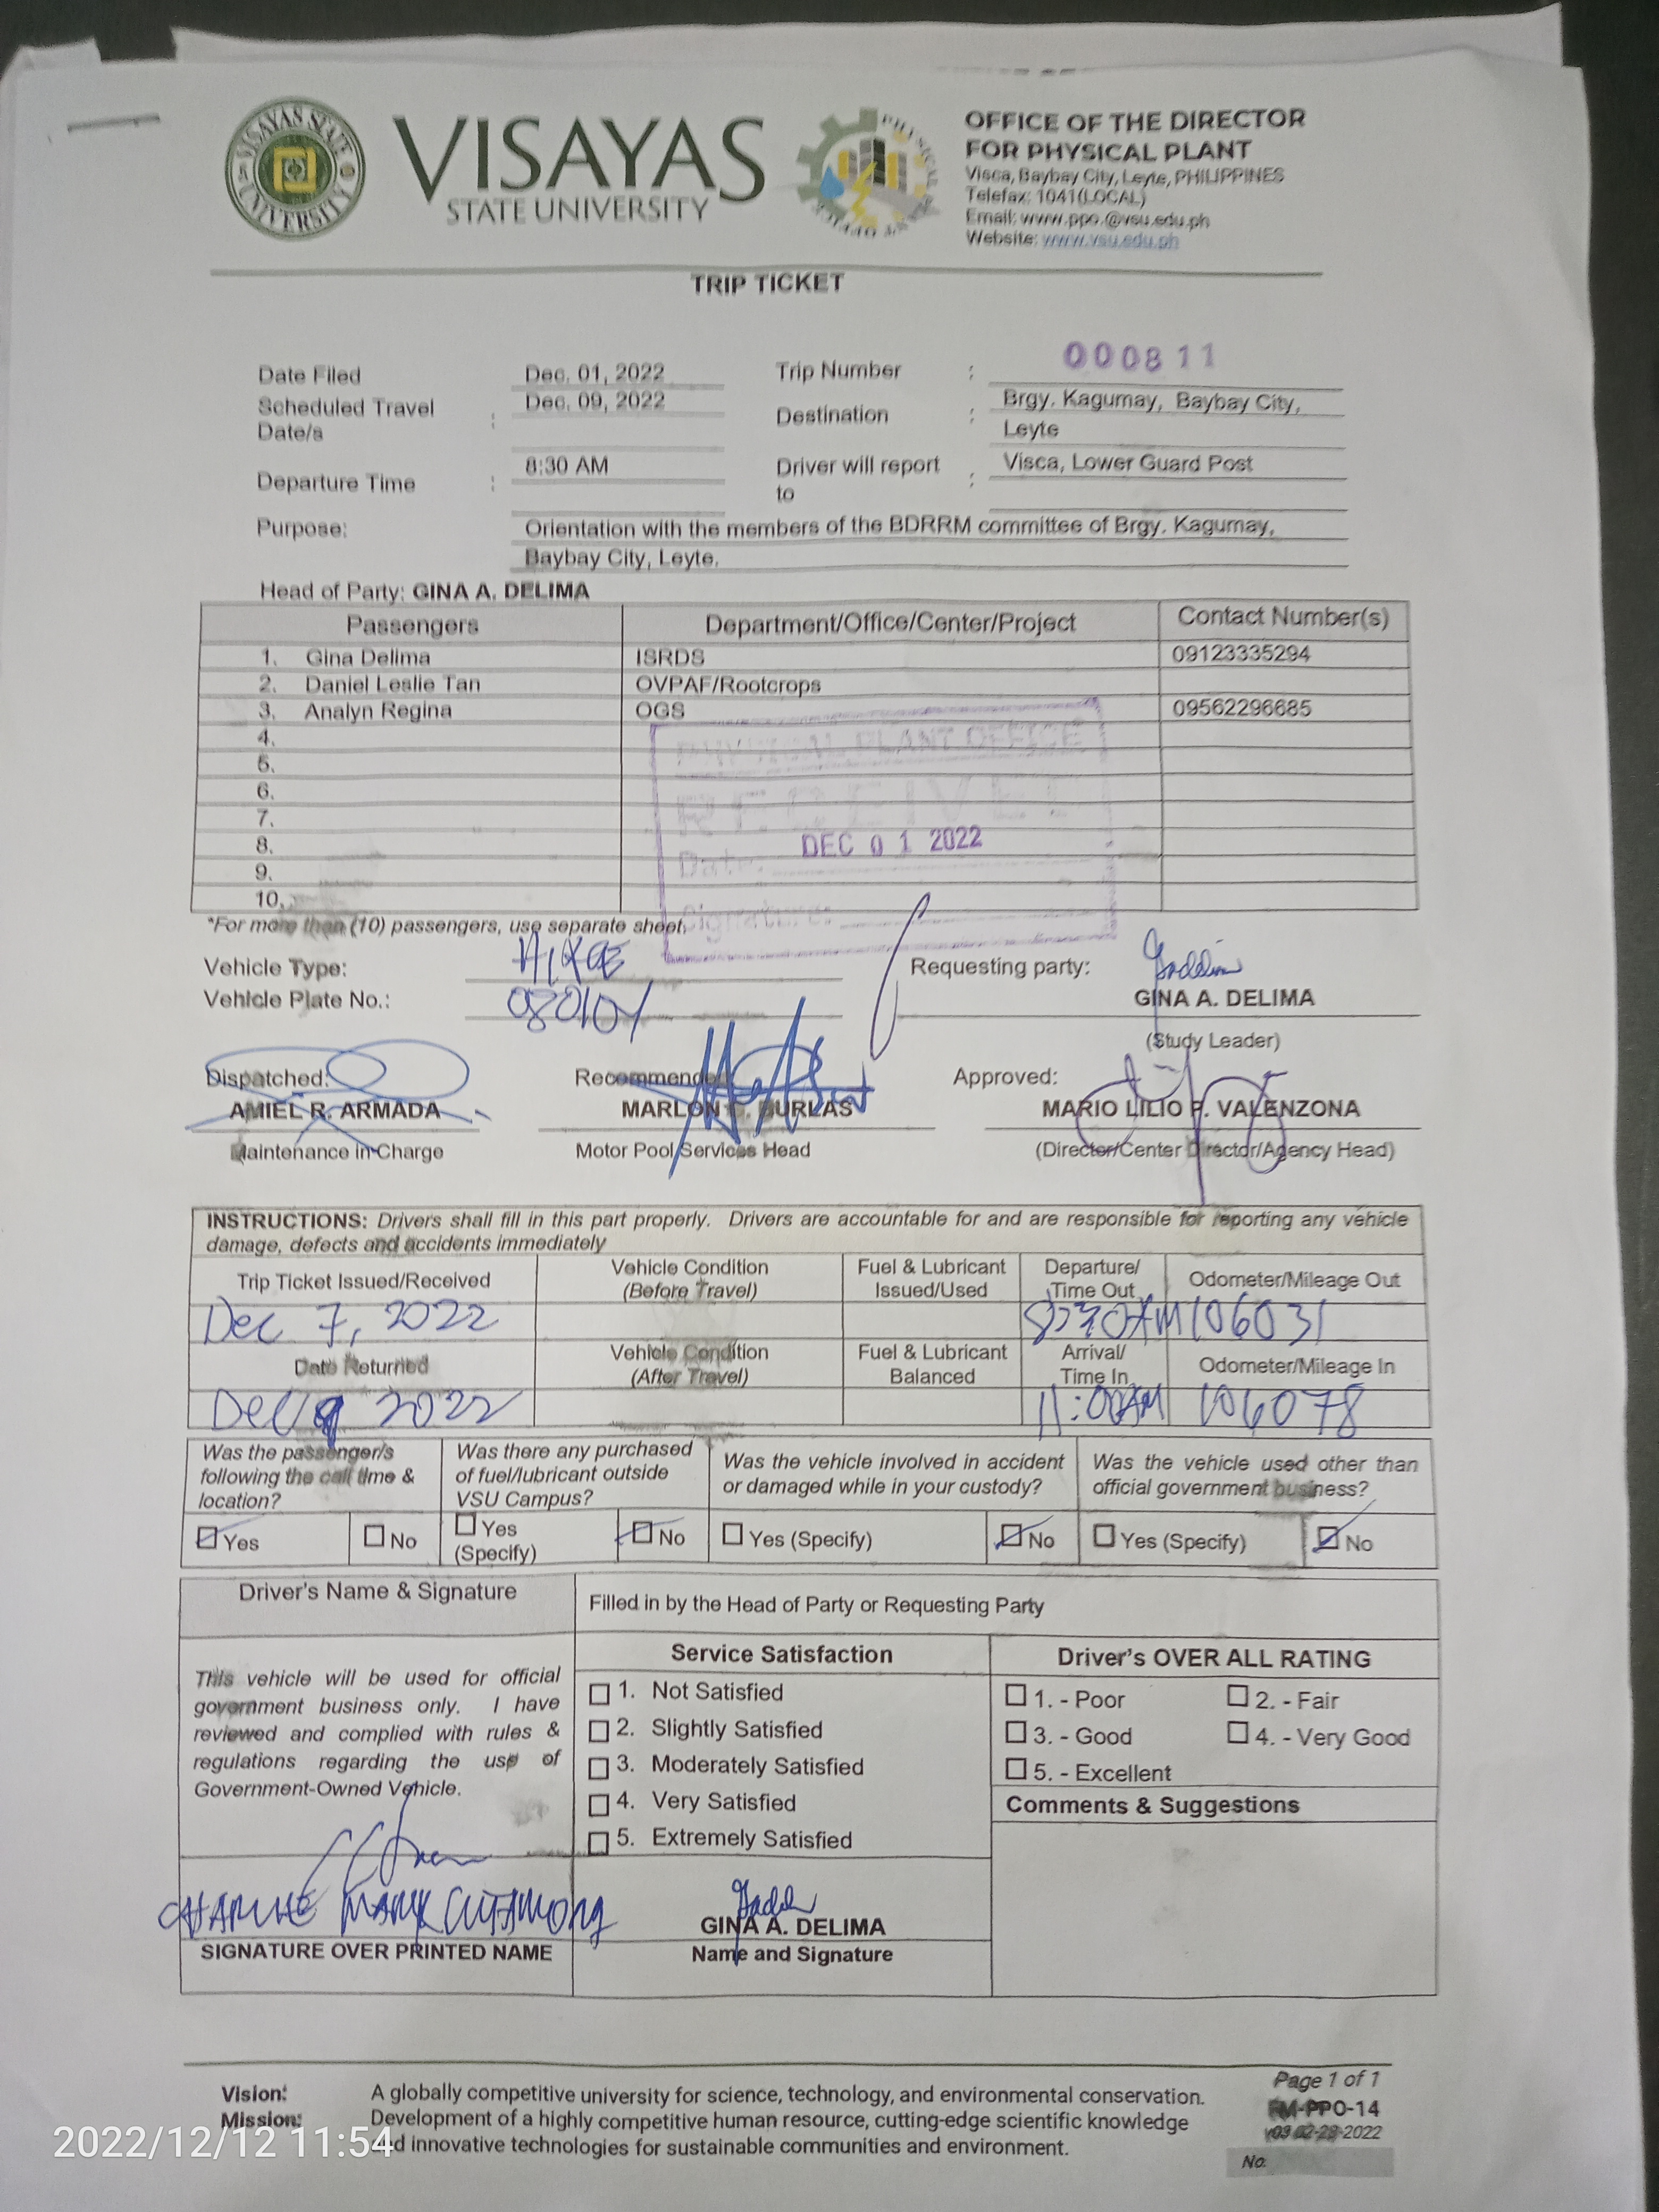 VISAYAS STATE UNIVERSITY
VISAYAS
STATE UNIVERSITY
OFFICE OF THE DIRECTOR
FOR PHYSICAL PLANT
Visca, Baybay City, Leyte, PHILIPPINES
Telefax: 1041(LOCAL)
Email: www.ppo.@vsu.edu.ph
Website: www.vsu.edu.ph
TRIP TICKET
Date Filed Dec. 01, 2022 Trip Number : 000811
Scheduled Travel Date/s : Dec. 09, 2022 Destination : Brgy. Kagumay, Baybay City, Leyte
Departure Time : 8:30 AM Driver will report to : Visca, Lower Guard Post
Purpose: Orientation with the members of the BDRRM committee of Brgy. Kagumay,
Baybay City, Leyte.
Head of Party: GINA A. DELIMA
Passengers Department/Office/Center/Project Contact Number(s)
1. Gina Delima ISRDS 09123335294
2. Daniel Leslie Tan OVPAF/Rootcrops
3. Analyn Regina OGS 09562296685
4.
5.
6.
7.
8.
9.
10.
PHYSICAL PLANT OFFICE
RECEIVED
Date: DEC 01 2022
Signature:
*For more than (10) passengers, use separate sheet.
Vehicle Type: Requesting party:
Vehicle Plate No.: GINA A. DELIMA
(Study Leader)
Dispatched: Recommended Approved:
AMIEL R. ARMADA MARLON BURLAS MARIO LILIO P. VALENZONA
Maintenance in-Charge Motor Pool Services Head (Director/Center Director/Agency Head)
INSTRUCTIONS: Drivers shall fill in this part properly. Drivers are accountable for and are responsible for reporting any vehicle
damage, defects and accidents immediately
Trip Ticket Issued/Received Vehicle Condition (Before Travel) Fuel & Lubricant Issued/Used Departure/ Time Out Odometer/Mileage Out
Dec 7, 2022 8:30AM 106031
Date Returned Vehicle Condition (After Travel) Fuel & Lubricant Balanced Arrival/ Time In Odometer/Mileage In
Dec 9 2022 11:00AM 106078
Was the passenger/s following the call time & location? Was there any purchased of fuel/lubricant outside VSU Campus? Was the vehicle involved in accident or damaged while in your custody? Was the vehicle used other than official government business?
Yes No Yes (Specify) No Yes (Specify) No Yes (Specify) No
Driver's Name & Signature Filled in by the Head of Party or Requesting Party
Service Satisfaction Driver's OVER ALL RATING
This vehicle will be used for official
government business only. I have
reviewed and complied with rules &
regulations regarding the use of
Government-Owned Vehicle.
1. Not Satisfied
2. Slightly Satisfied
3. Moderately Satisfied
4. Very Satisfied
5. Extremely Satisfied
1. - Poor 2. - Fair
3. - Good 4. - Very Good
5. - Excellent
Comments & Suggestions
GINA A. DELIMA
SIGNATURE OVER PRINTED NAME Name and Signature
Vision: A globally competitive university for science, technology, and environmental conservation.
Mission: Development of a highly competitive human resource, cutting-edge scientific knowledge
d innovative technologies for sustainable communities and environment.
Page 1 of 1
FM-PPO-14
v03 02-28-2022
No.
2022/12/12 11:54